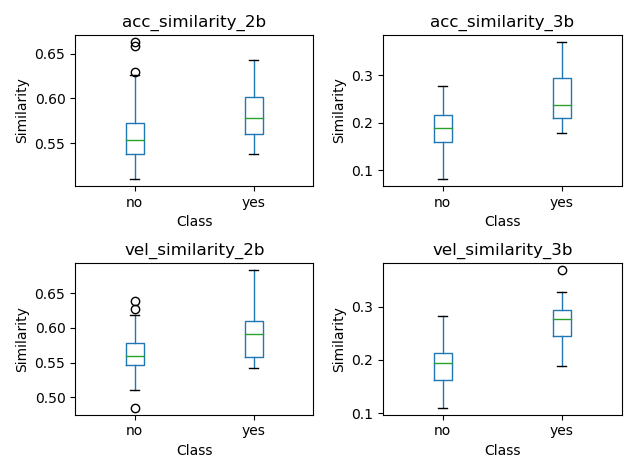 acc_similarity_2b
Similarity
0.65
0.60
0.55
no
yes
Class
acc_similarity_3b
Similarity
0.3
0.2
0.1
no
yes
Class
vel_similarity_2b
Similarity
0.65
0.60
0.55
0.50
no
yes
Class
vel_similarity_3b
Similarity
0.3
0.2
0.1
no
yes
Class